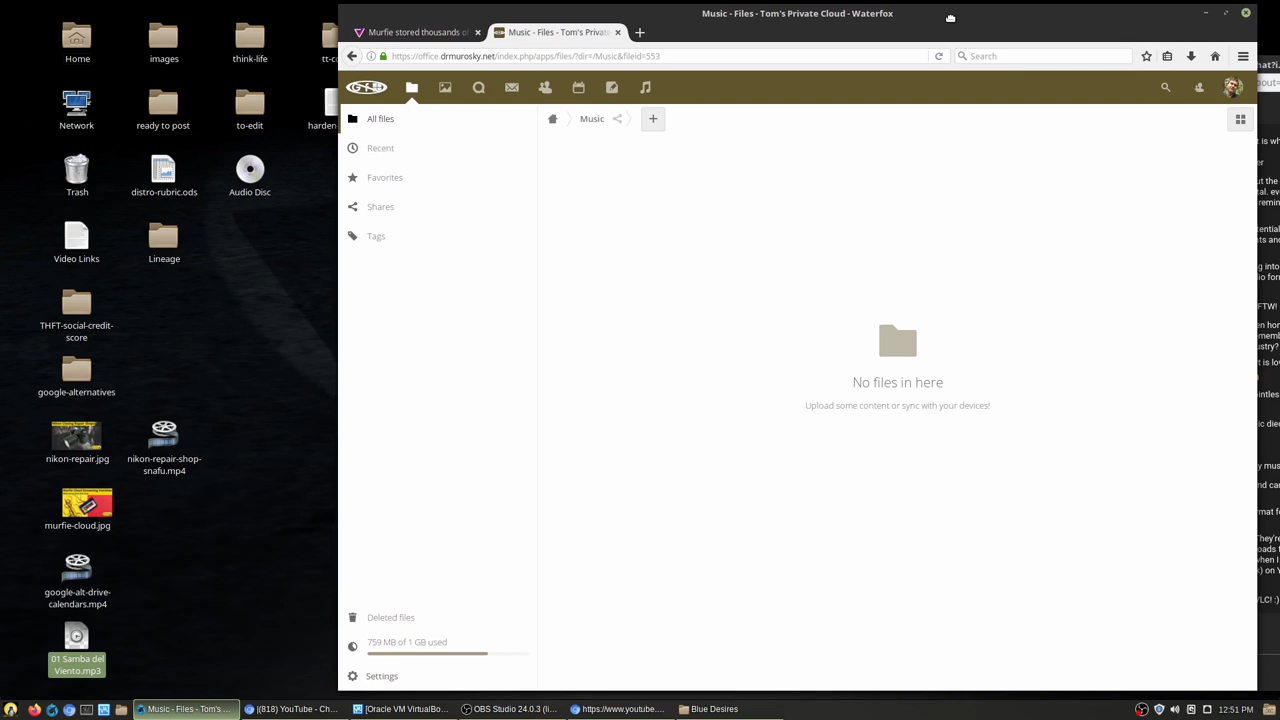 Music - Files - Tom's Private Cloud - Waterfox
Murfie stored thousands of
Music - Files - Tom's Private
https://office.drmurosky.net/index.php/apps/files/?dir=/Music&fileid=553
Search
All files
Recent
Favorites
Shares
Tags
Music
No files in here
Upload some content or sync with your devices!
Deleted files
759 MB of 1 GB used
Settings
Home
images
think-life
Network
ready to post
to-edit
Trash
distro-rubric.ods
Audio Disc
Video Links
Lineage
THFT-social-credit-
score
google-alternatives
nikon-repair.jpg
nikon-repair-shop-
snafu.mp4
murfie-cloud.jpg
google-alt-drive-
calendars.mp4
01 Samba del
Viento.mp3
Music - Files - Tom's ...
((818) YouTube - Ch...
[Oracle VM VirtualBo...
OBS Studio 24.0.3 (l...
https://www.youtube...
Blue Desires
12:51 PM